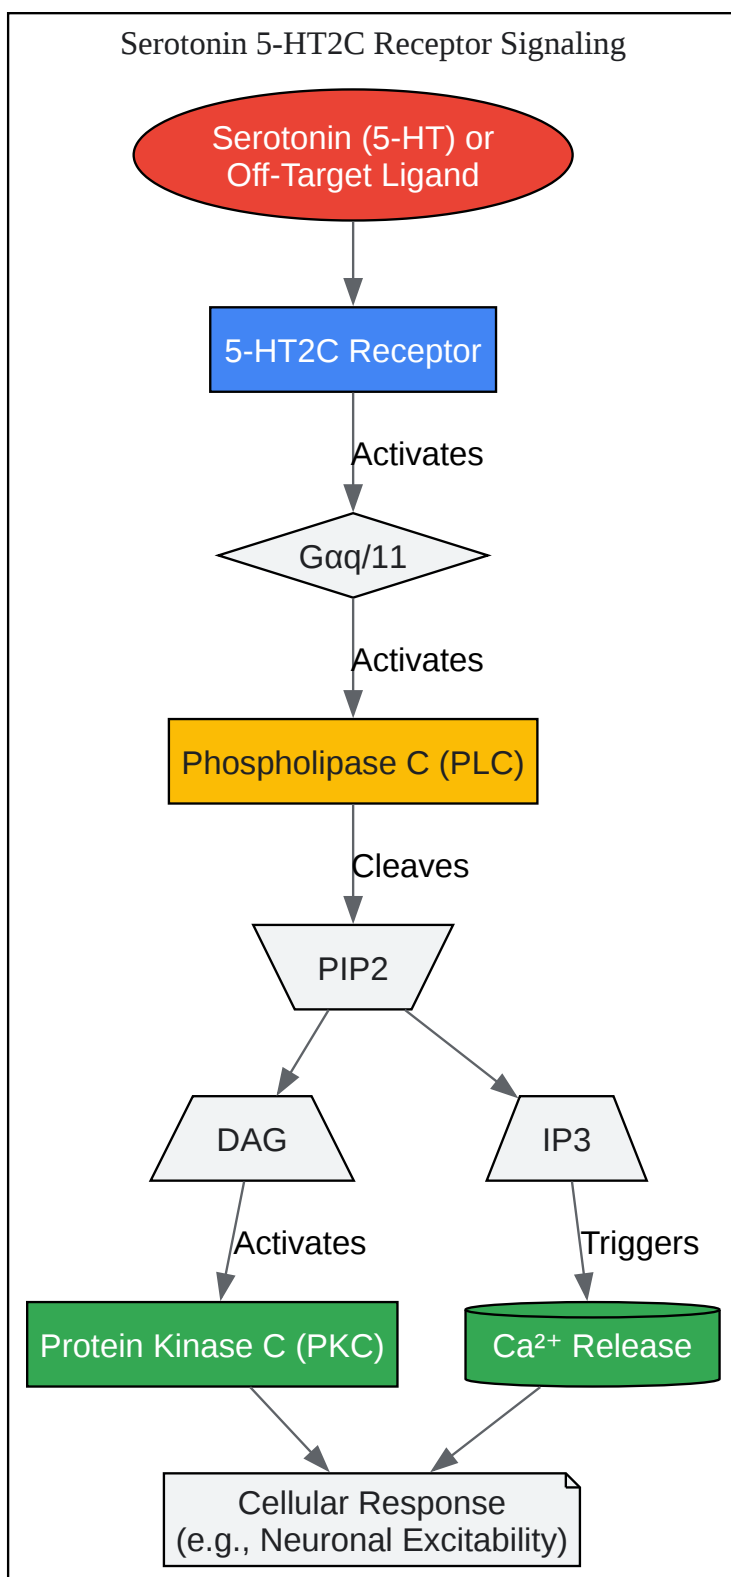 Serotonin 5-HT2C Receptor Signaling
Serotonin (5-HT) or
Off-Target Ligand
5-HT2C Receptor
Activates
Gαq/11
Activates
Phospholipase C (PLC)
Cleaves
PIP2
DAG
IP3
Activates
Triggers
Protein Kinase C (PKC)
Ca²⁺ Release
Cellular Response
(e.g., Neuronal Excitability)